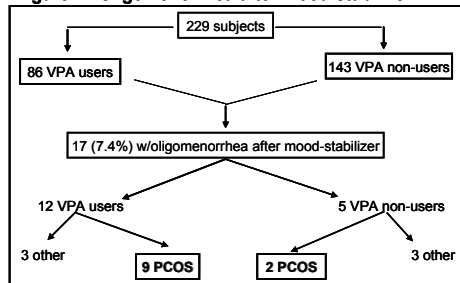 229 subjects
86 VPA users
143 VPA non-users
17 (7.4%) w/oligomenorrhea after mood-stabilizer
12 VPA users
5 VPA non-users
3 other
9 PCOS
2 PCOS
3 other